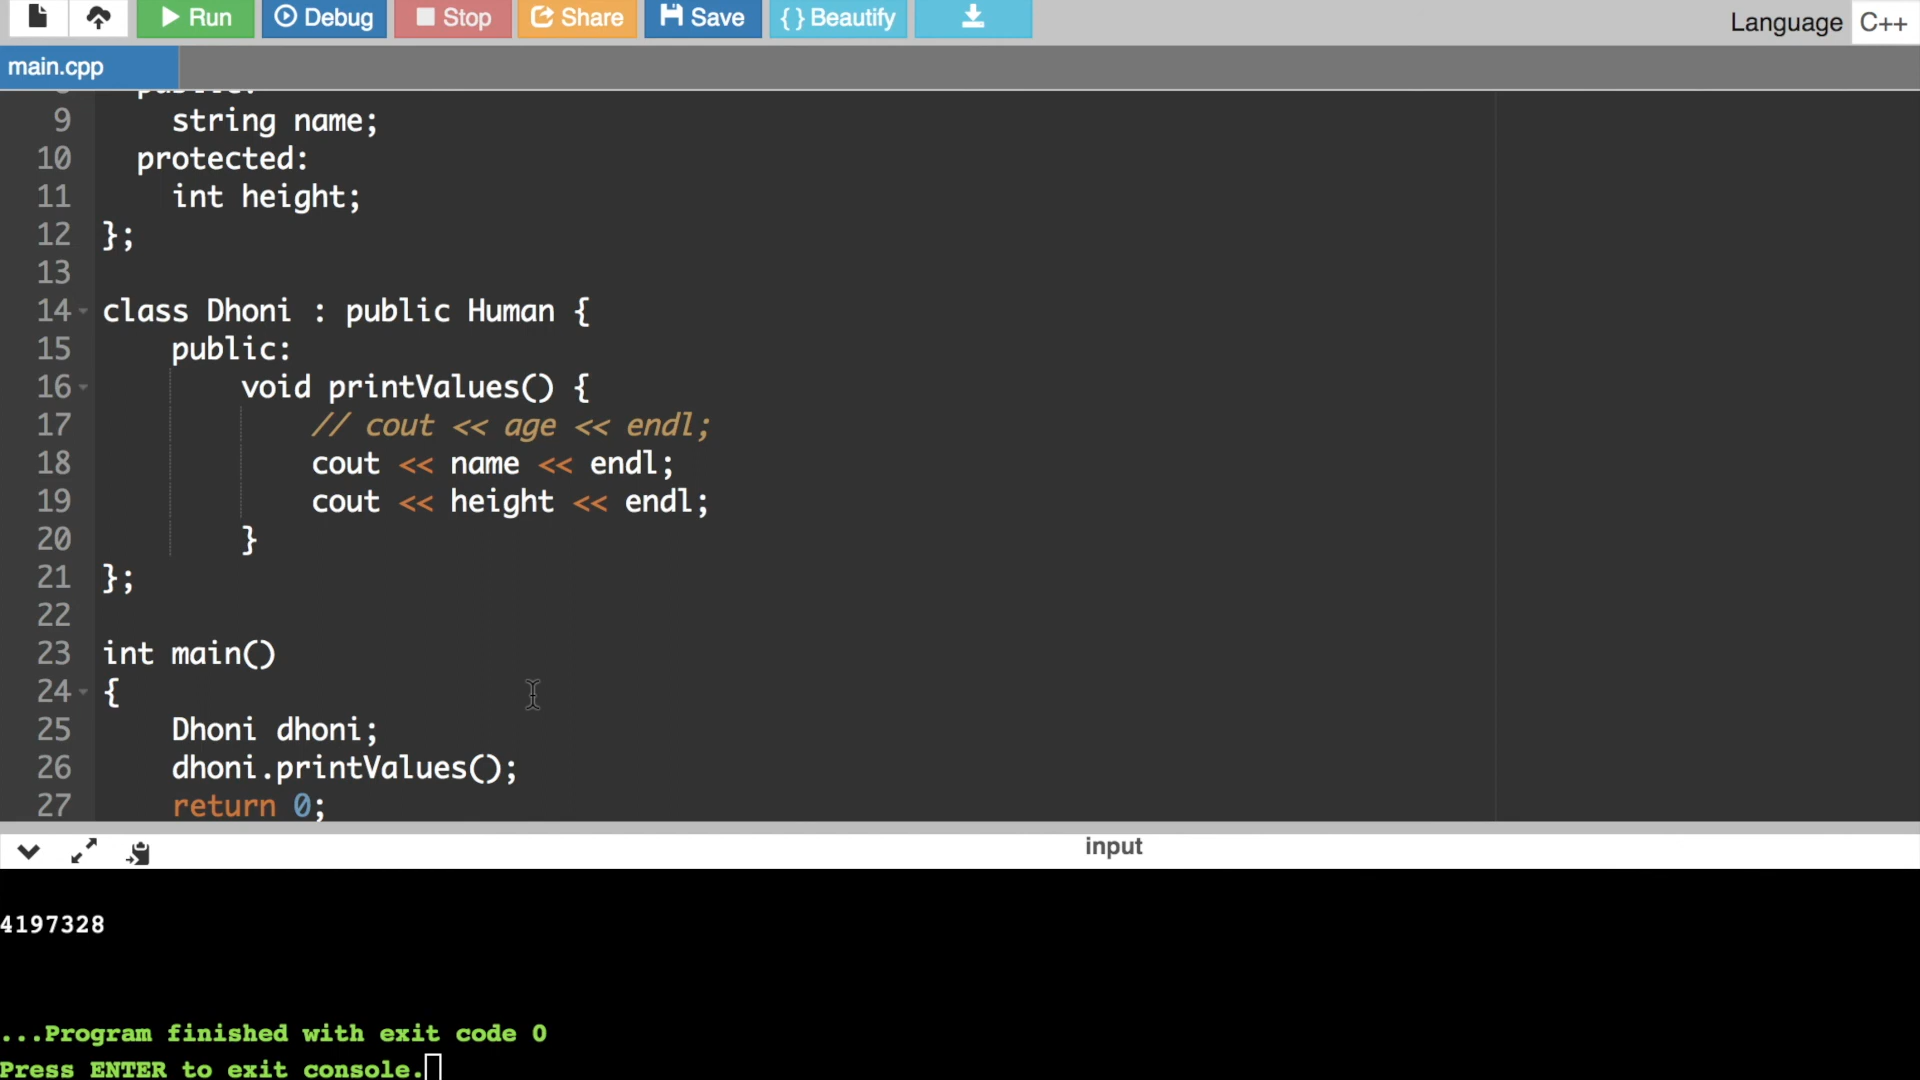 Run Debug Stop Share Save { } Beautify Language C++
main.cpp
9 string name;
10 protected:
11 int height;
12 };
13
14 class Dhoni : public Human {
15 public:
16 void printValues() {
17 // cout << age << endl;
18 cout << name << endl;
19 cout << height << endl;
20 }
21 };
22
23 int main()
24 {
25 Dhoni dhoni;
26 dhoni.printValues();
27 return 0;
input
4197328
...Program finished with exit code 0
Press ENTER to exit console.